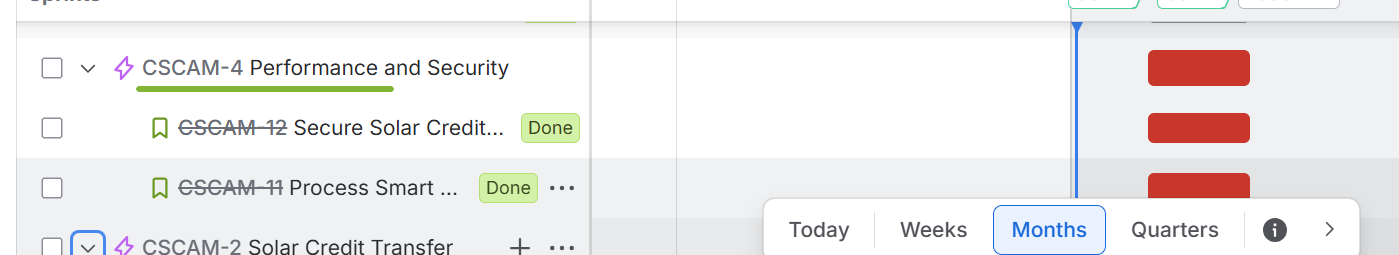 Sprints
CSCAM-4 Performance and Security
CSCAM-12 Secure Solar Credit... Done
CSCAM-11 Process Smart ... Done
CSCAM-2 Solar Credit Transfer
Today Weeks Months Quarters